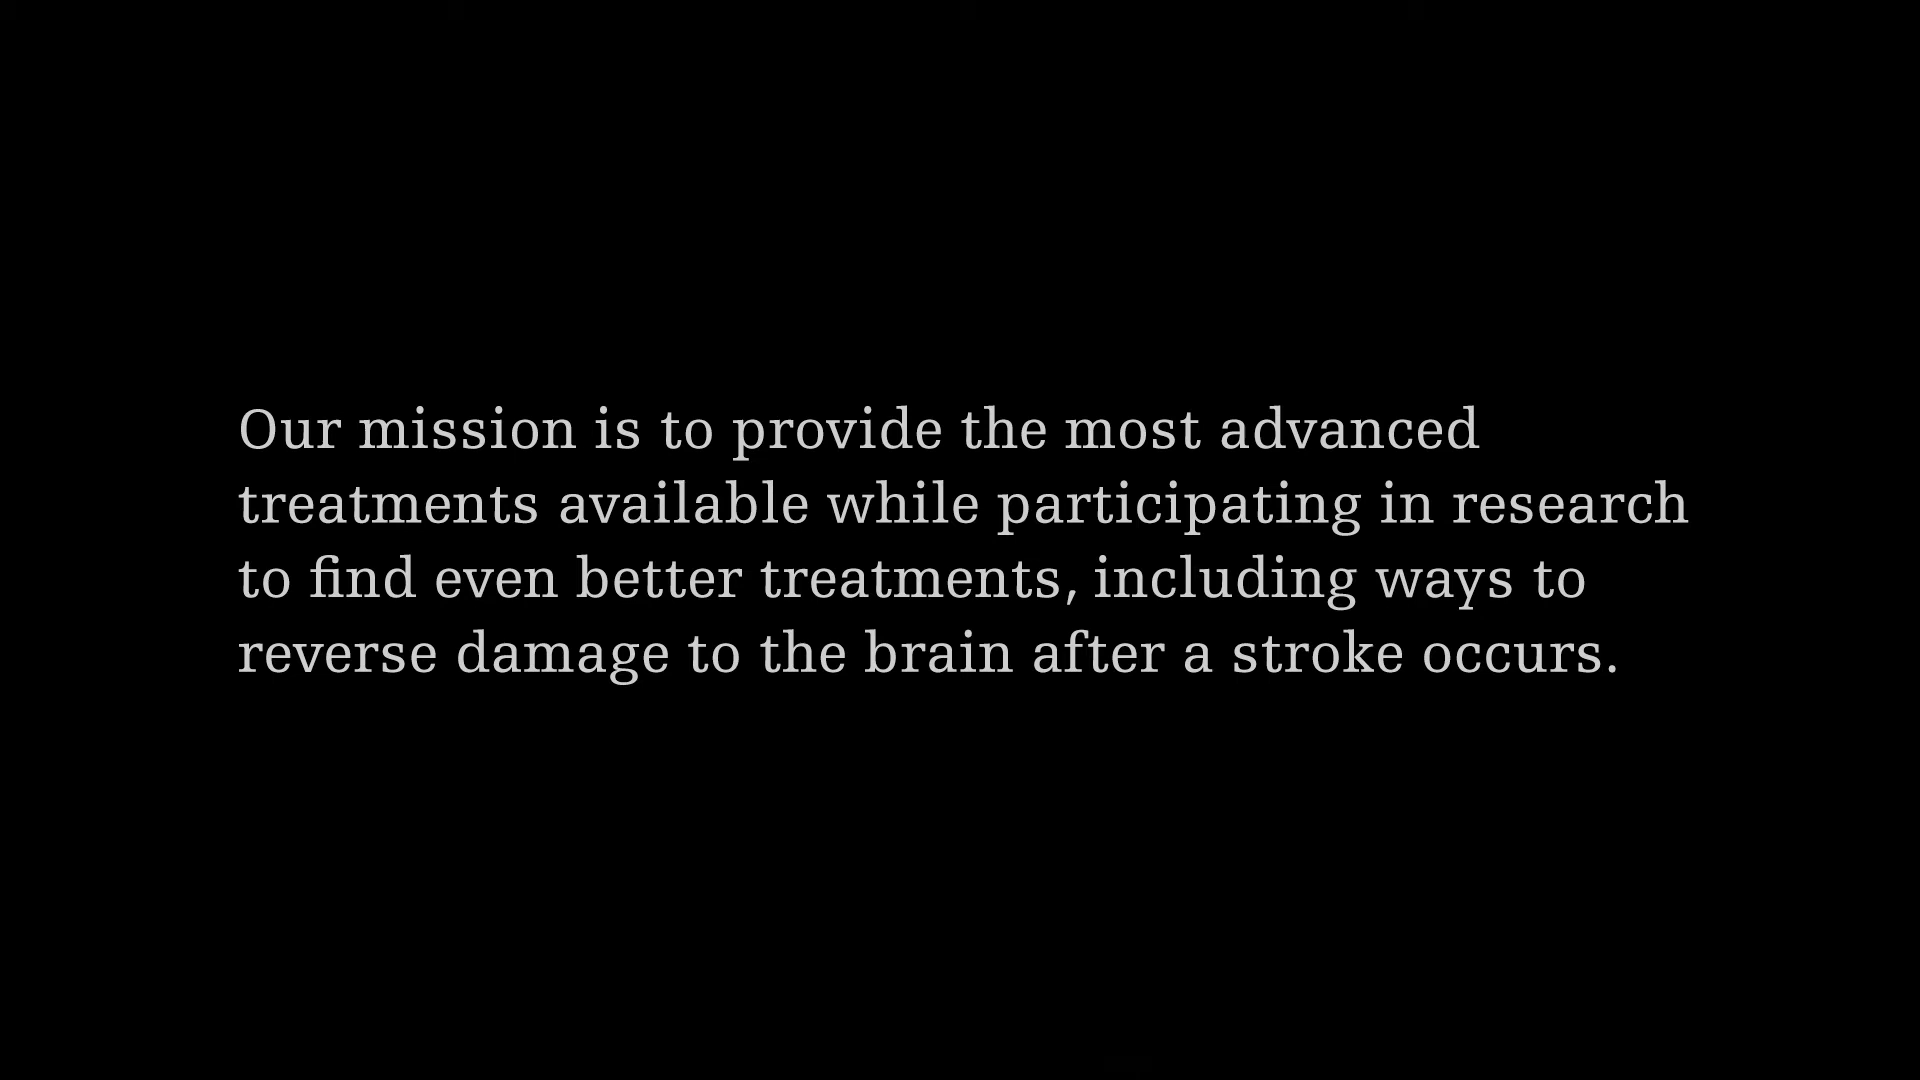 Our mission is to provide the most advanced
treatments available while participating in research
to find even better treatments, including ways to
reverse damage to the brain after a stroke occurs.